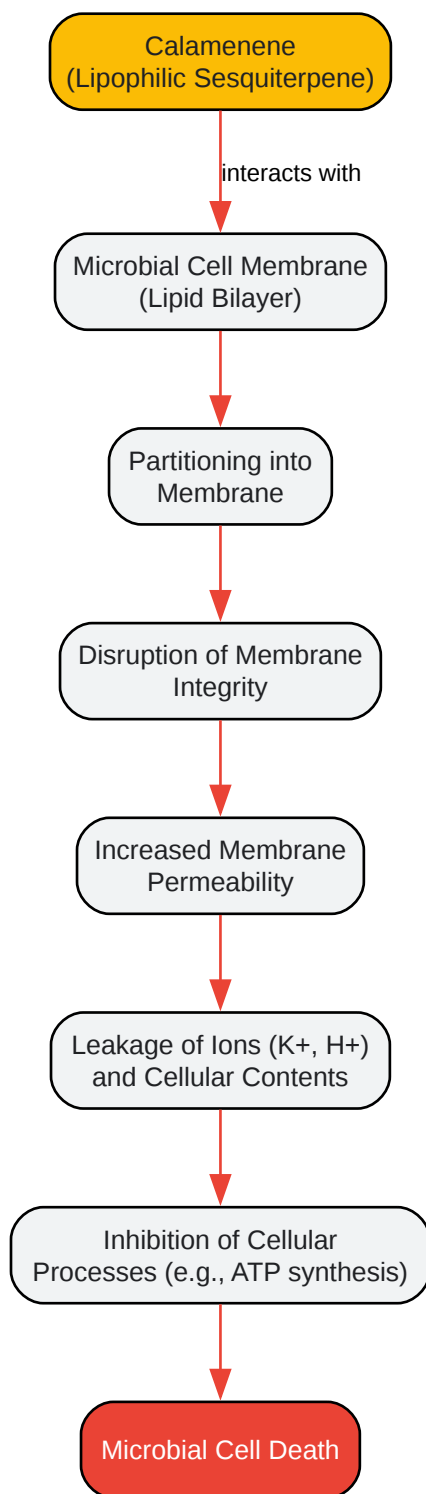 Calamenene
(Lipophilic Sesquiterpene)
interacts with
Microbial Cell Membrane
(Lipid Bilayer)
Partitioning into
Membrane
Disruption of Membrane
Integrity
Increased Membrane
Permeability
Leakage of Ions (K+, H+)
and Cellular Contents
Inhibition of Cellular
Processes (e.g., ATP synthesis)
Microbial Cell Death